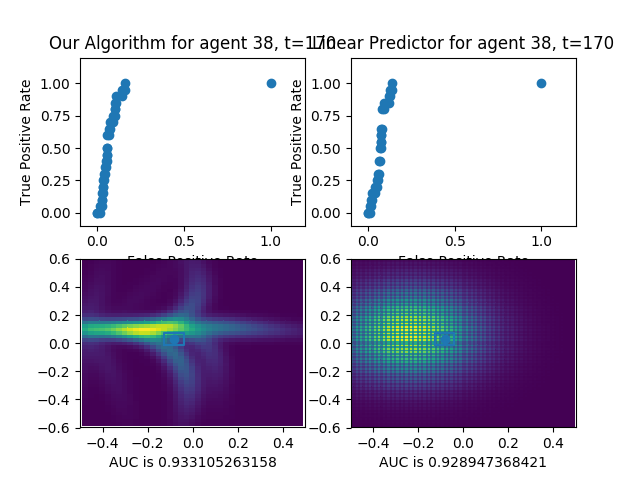 Our Algorithm for agent 38, t=170
Linear Predictor for agent 38, t=170
True Positive Rate
1.00
0.75
0.50
0.25
0.00
0.0 0.5 1.0
False Positive Rate
True Positive Rate
1.00
0.75
0.50
0.25
0.00
0.0 0.5 1.0
False Positive Rate
0.6
0.4
0.2
0.0
−0.2
−0.4
−0.6
−0.4 −0.2 0.0 0.2 0.4
AUC is 0.933105263158
0.6
0.4
0.2
0.0
−0.2
−0.4
−0.6
−0.4 −0.2 0.0 0.2 0.4
AUC is 0.928947368421